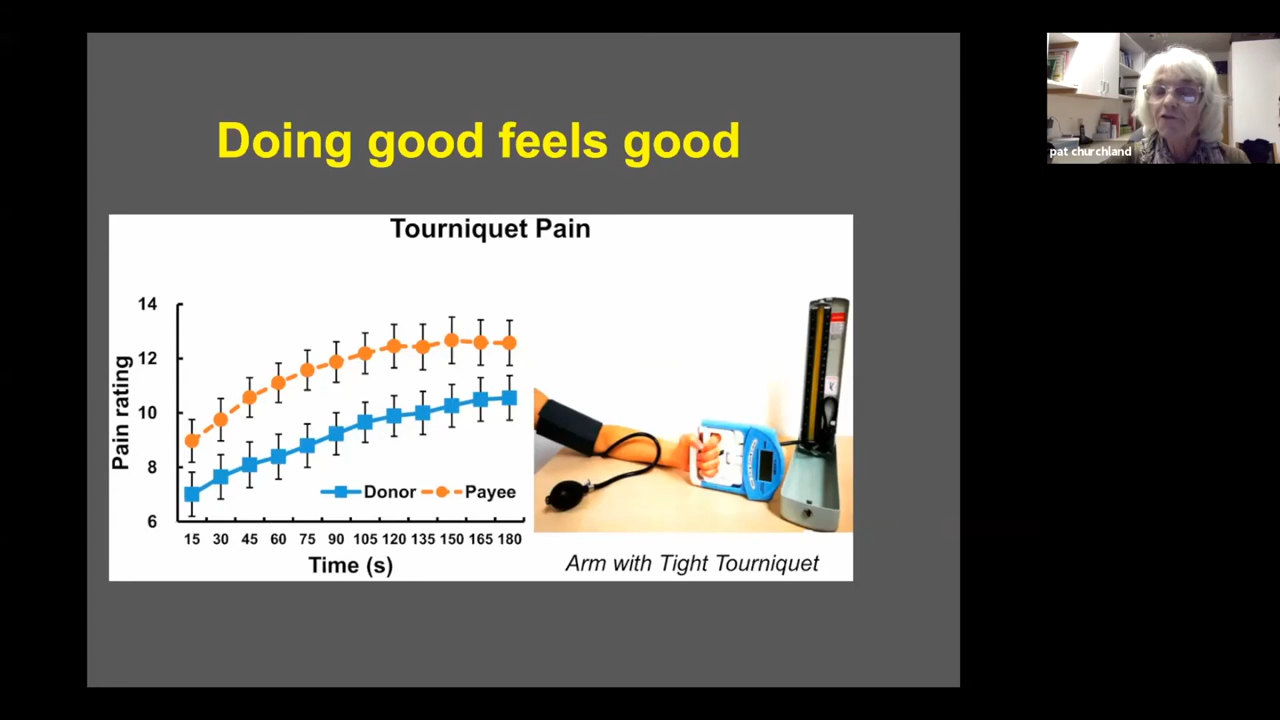 Doing good feels good
pat churchland
Tourniquet Pain
14
12
10
8
6
Pain rating
Donor
Payee
15 30 45 60 75 90 105 120 135 150 165 180
Time (s)
Arm with Tight Tourniquet